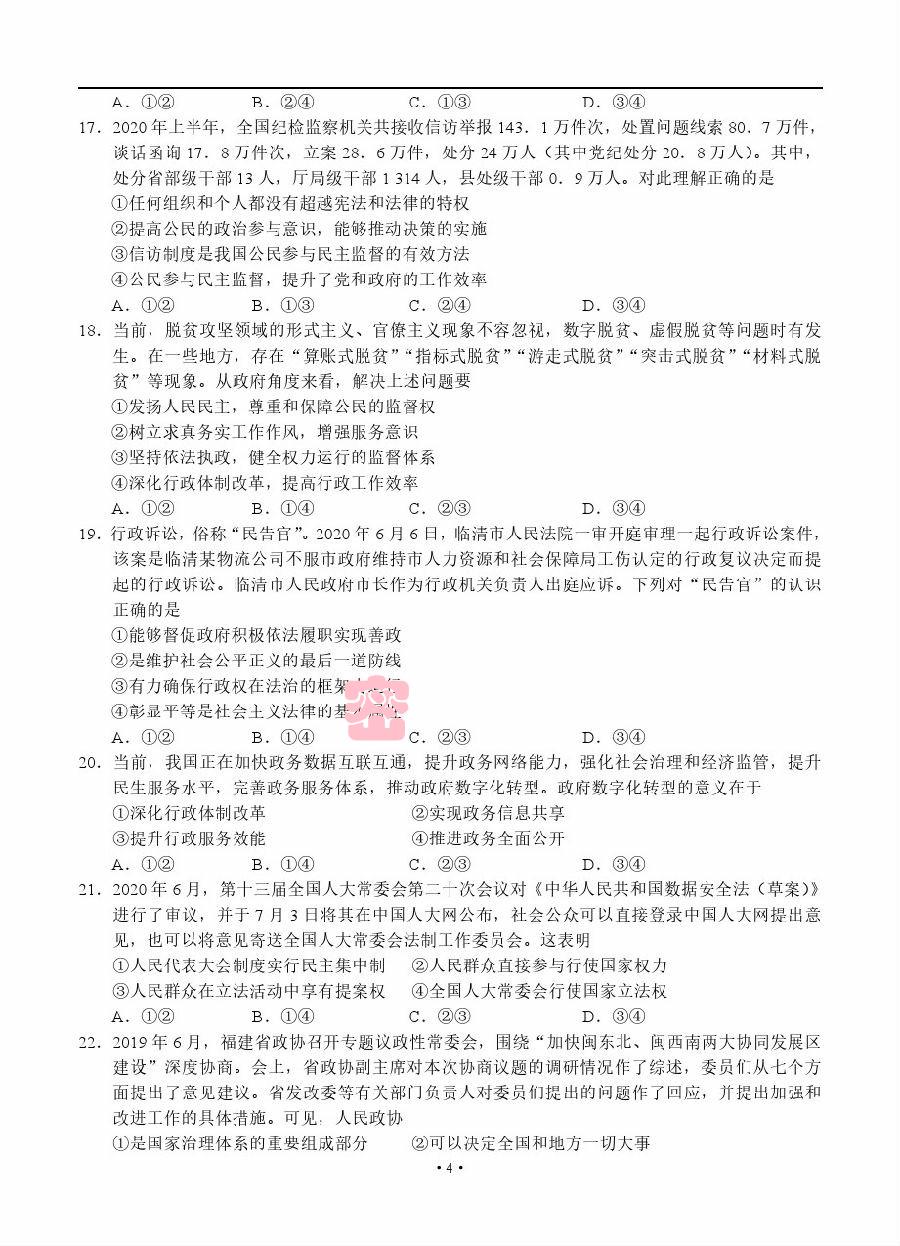 A．①② B．②④ C．①③ D．③④
17．2020年上半年，全国纪检监察机关共接收信访举报143．1万件次，处置问题线索80．7万件，
谈话函询17．8万件次，立案28．6万件，处分24万人（其中党纪处分20．8万人）。其中，
处分省部级干部13人，厅局级干部1 314人，县处级干部0．9万人。对此理解正确的是
①任何组织和个人都没有超越宪法和法律的特权
②提高公民的政治参与意识，能够推动决策的实施
③信访制度是我国公民参与民主监督的有效方法
④公民参与民主监督，提升了党和政府的工作效率
A．①② B．①③ C．②④ D．③④
18．当前，脱贫攻坚领域的形式主义、官僚主义现象不容忽视，数字脱贫、虚假脱贫等问题时有发
生。在一些地方，存在“算账式脱贫”“指标式脱贫”“游走式脱贫”“突击式脱贫”“材料式脱
贫”等现象。从政府角度来看，解决上述问题要
①发扬人民民主，尊重和保障公民的监督权
②树立求真务实工作作风，增强服务意识
③坚持依法执政，健全权力运行的监督体系
④深化行政体制改革，提高行政工作效率
A．①② B．①④ C．②③ D．③④
19．行政诉讼，俗称“民告官”。2020年6月6日，临清市人民法院一审开庭审理一起行政诉讼案件，
该案是临清某物流公司不服市政府维持市人力资源和社会保障局工伤认定的行政复议决定而提
起的行政诉讼。临清市人民政府市长作为行政机关负责人出庭应诉。下列对“民告官”的认识
正确的是
①能够督促政府积极依法履职实现善政
②是维护社会公平正义的最后一道防线
③有力确保行政权在法治的框架内运行
④彰显平等是社会主义法律的基本属性
A．①② B．①④ C．②③ D．③④
20．当前，我国正在加快政务数据互联互通，提升政务网络能力，强化社会治理和经济监管，提升
民生服务水平，完善政务服务体系，推动政府数字化转型。政府数字化转型的意义在于
①深化行政体制改革 ②实现政务信息共享
③提升行政服务效能 ④推进政务全面公开
A．①② B．①④ C．②③ D．③④
21．2020年6月，第十三届全国人大常委会第二十次会议对《中华人民共和国数据安全法（草案）》
进行了审议，并于7月3日将其在中国人大网公布，社会公众可以直接登录中国人大网提出意
见，也可以将意见寄送全国人大常委会法制工作委员会。这表明
①人民代表大会制度实行民主集中制 ②人民群众直接参与行使国家权力
③人民群众在立法活动中享有提案权 ④全国人大常委会行使国家立法权
A．①② B．①④ C．②③ D．③④
22．2019年6月，福建省政协召开专题议政性常委会，围绕“加快闽东北、闽西南两大协同发展区
建设”深度协商。会上，省政协副主席对本次协商议题的调研情况作了综述，委员们从七个方
面提出了意见建议。省发改委等有关部门负责人对委员们提出的问题作了回应，并提出加强和
改进工作的具体措施。可见，人民政协
①是国家治理体系的重要组成部分 ②可以决定全国和地方一切大事
·4·